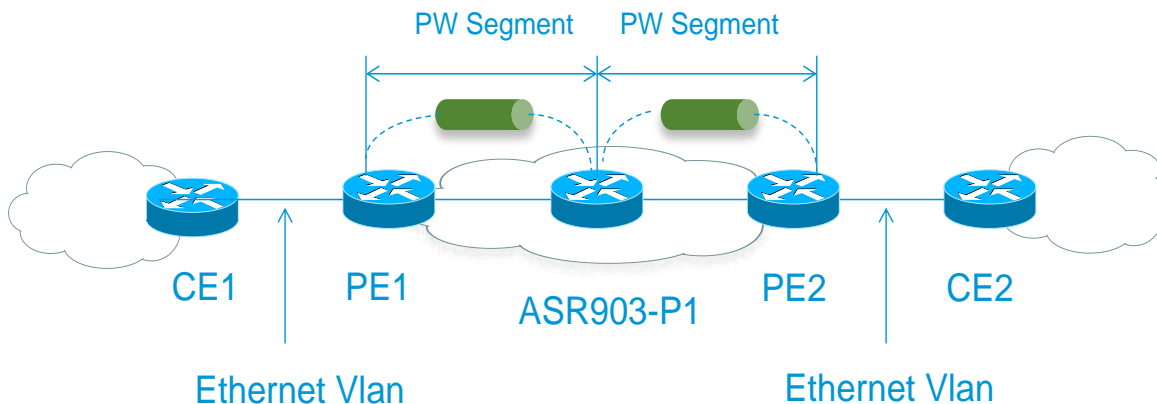 PW Segment
PW Segment
CE1
PE1
ASR903-P1
PE2
CE2
Ethernet Vlan
Ethernet Vlan